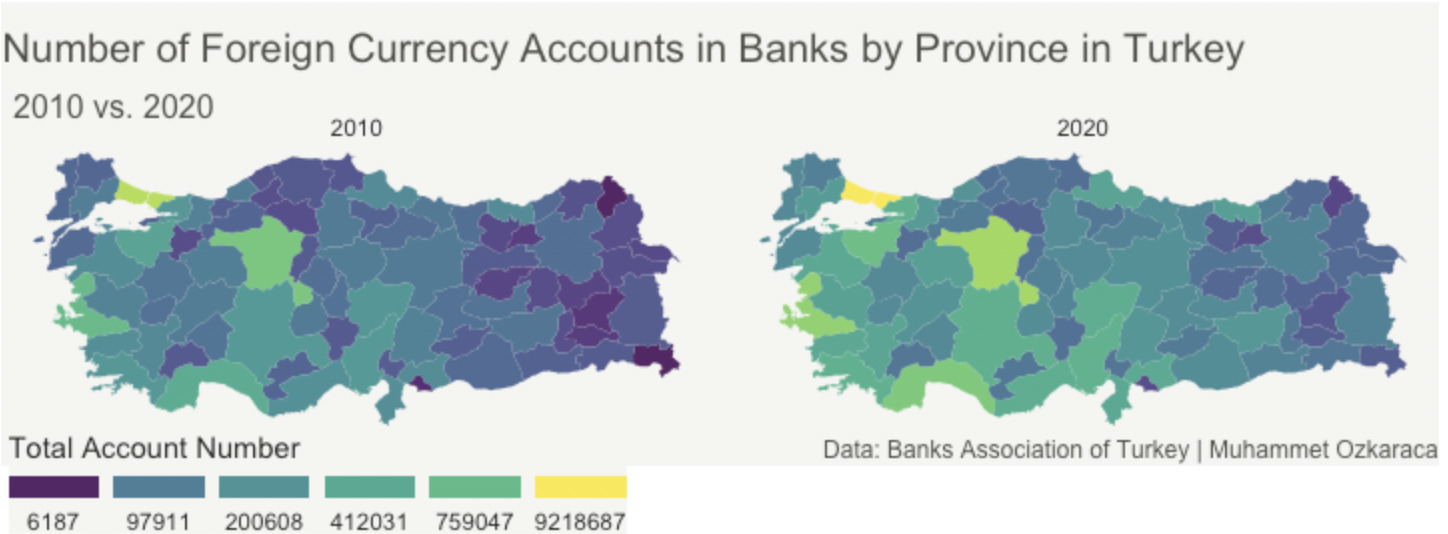 Number of Foreign Currency Accounts in Banks by Province in Turkey
2010 vs. 2020
2010
2020
Total Account Number
Data: Banks Association of Turkey | Muhammet Ozkaraca
6187 97911 200608 412031 759047 9218687